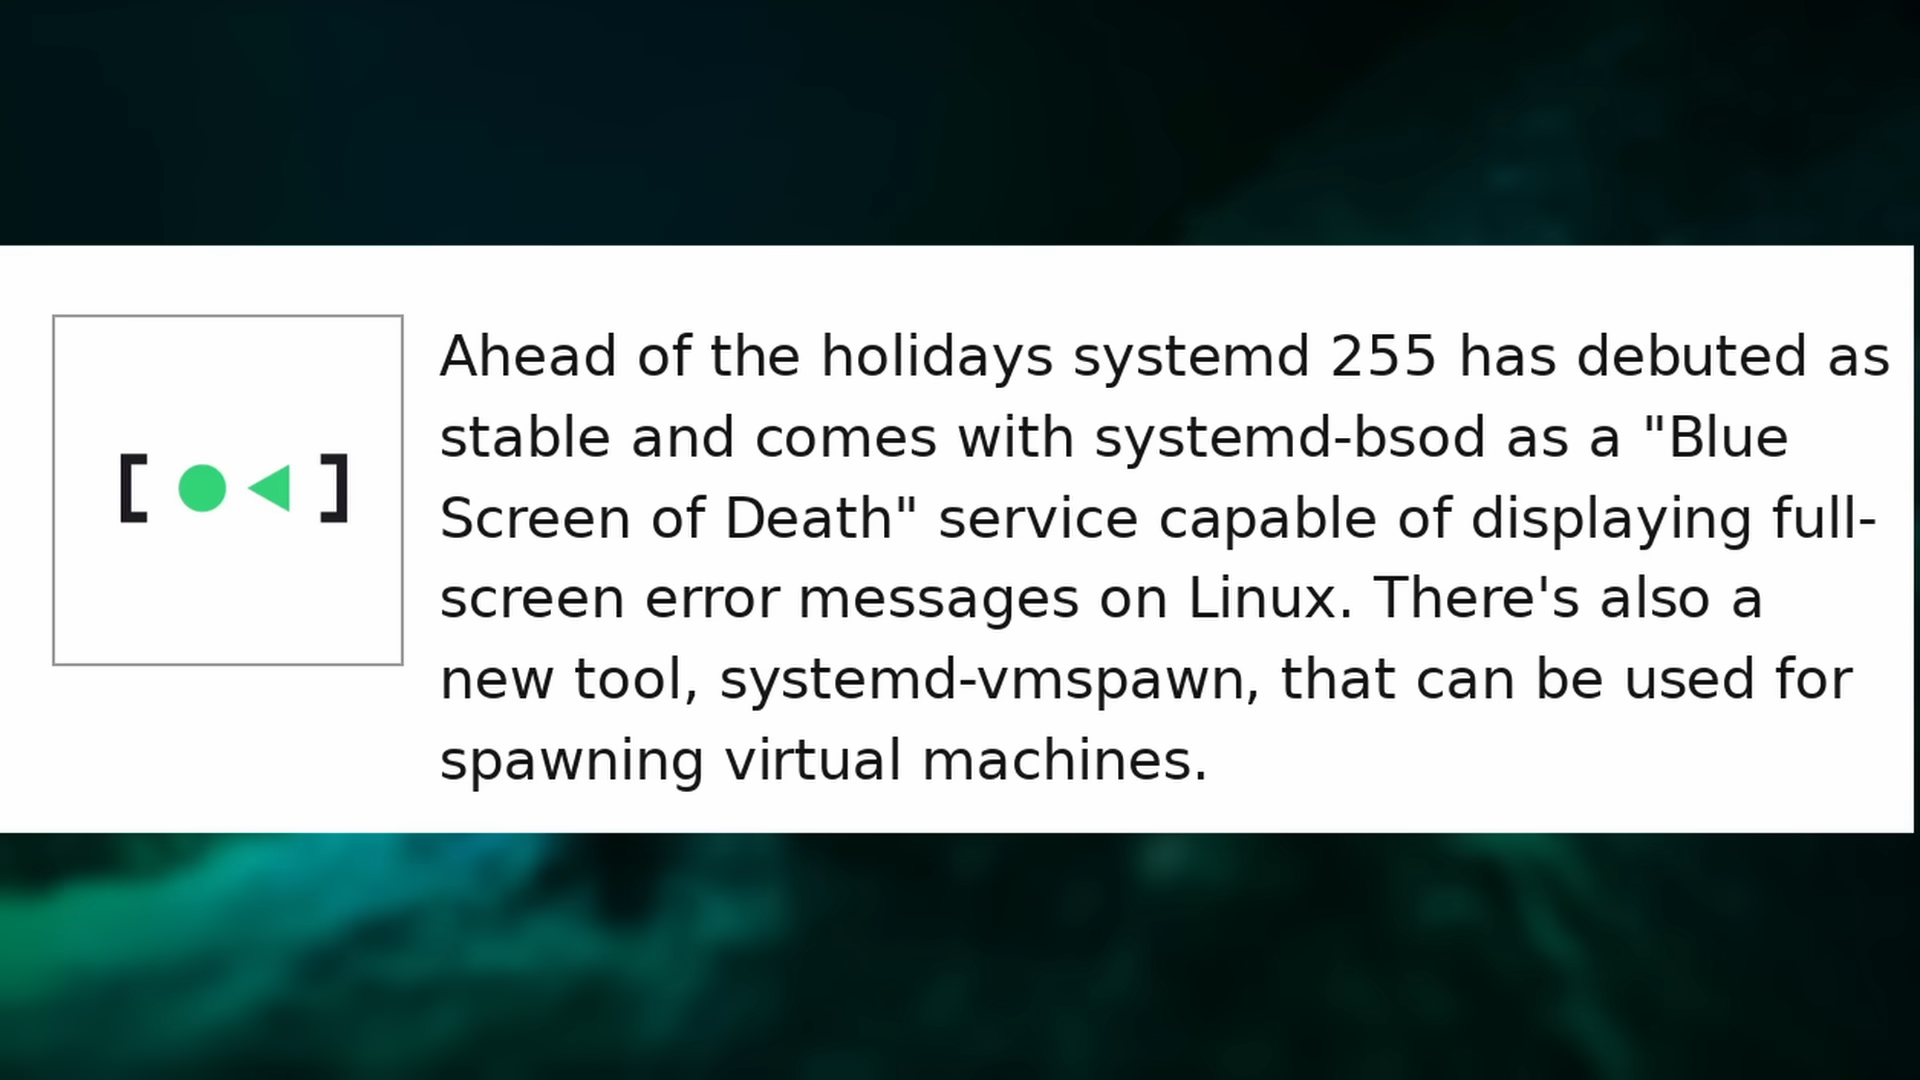 Ahead of the holidays systemd 255 has debuted as
stable and comes with systemd-bsod as a "Blue
Screen of Death" service capable of displaying full-
screen error messages on Linux. There's also a
new tool, systemd-vmspawn, that can be used for
spawning virtual machines.